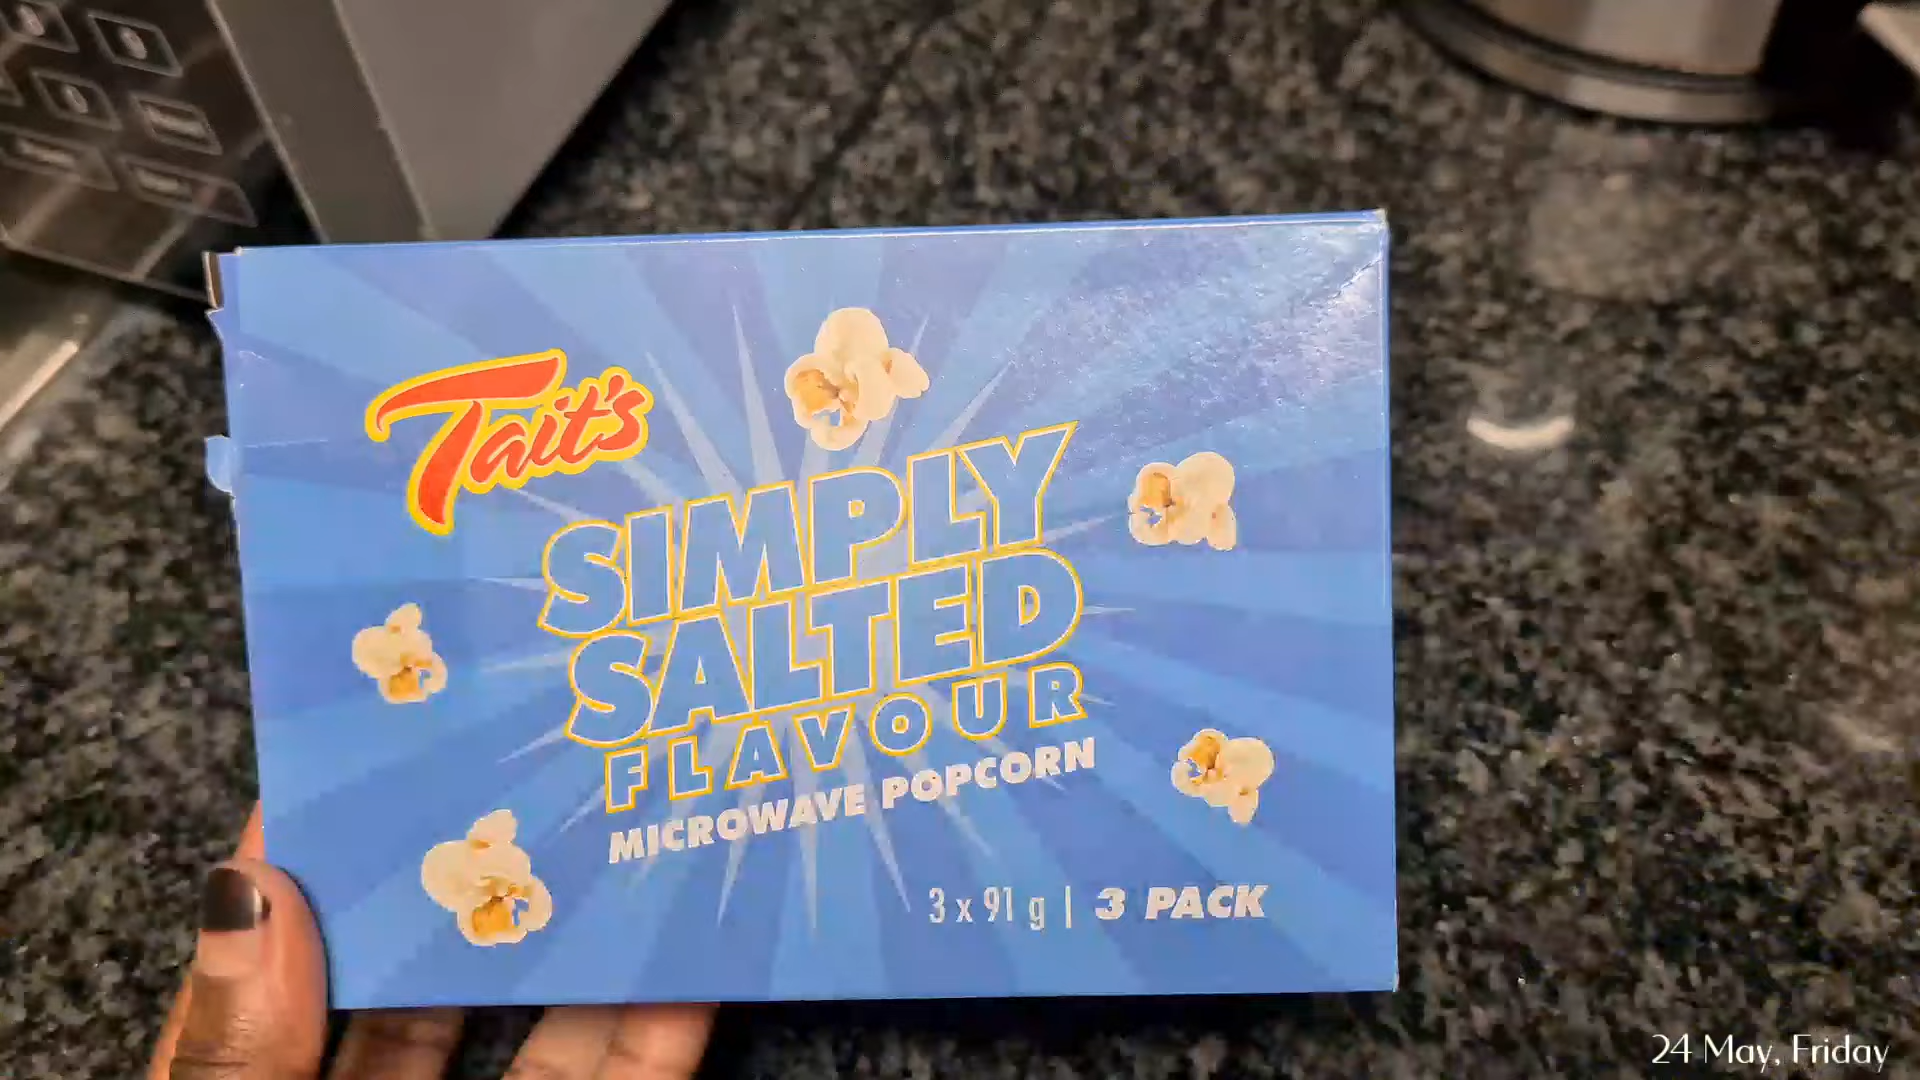 Tait's
SIMPLY
SALTED
FLAVOUR
MICROWAVE POPCORN
3 x 91 g | 3 PACK
24 May, Friday